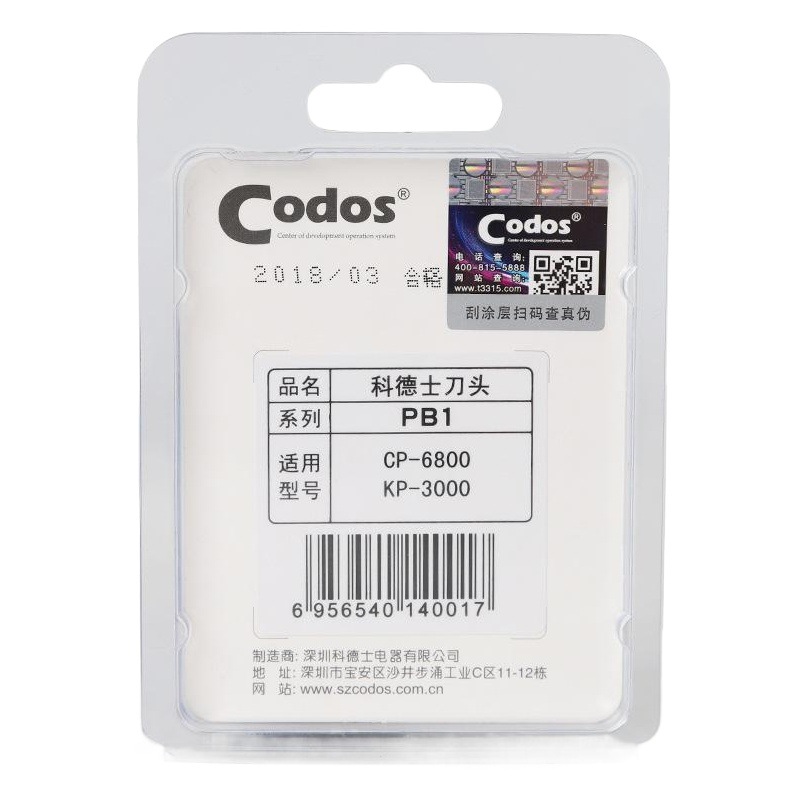 Codos®
Center of development operation system
2018/03 合格
Codos®
Center of development operation system
电话查询:
400-815-5888
网站查询:
www.t3315.com
刮涂层扫码查真伪
品名 科德士刀头
系列 PB1
适用型号 CP-6800
KP-3000
6 956540 140017
制造商: 深圳科德士电器有限公司
地 址: 深圳市宝安区沙井步涌工业C区11-12栋
网 站: www.szcodos.com.cn